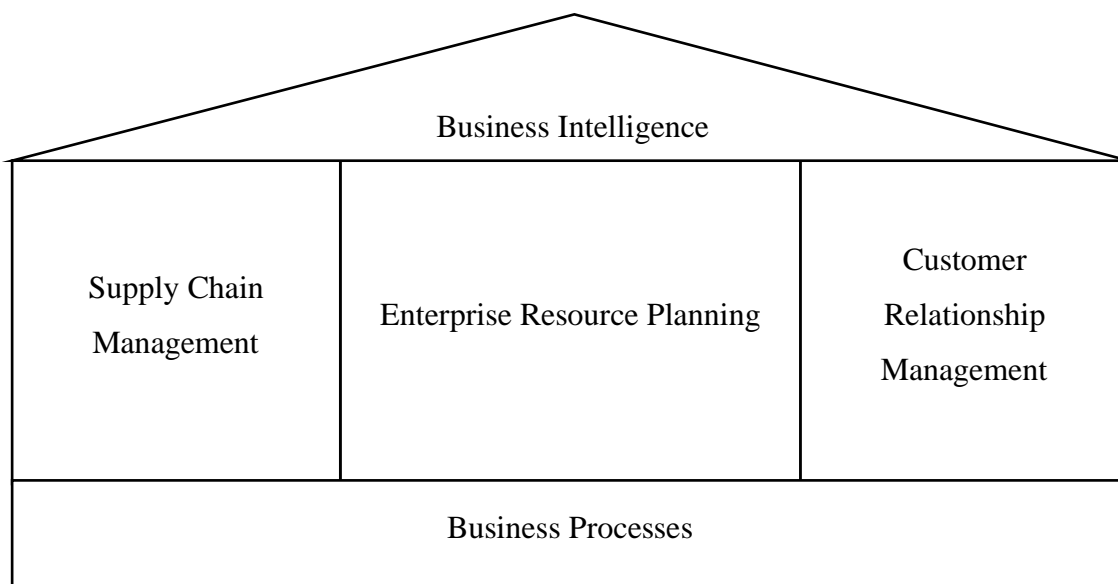 Business Intelligence
Supply Chain
Management
Enterprise Resource Planning
Customer
Relationship
Management
Business Processes